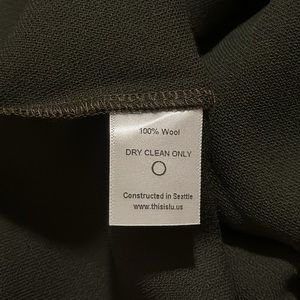 100% Wool
DRY CLEAN ONLY
Constructed in Seattle
www.thisislu.us